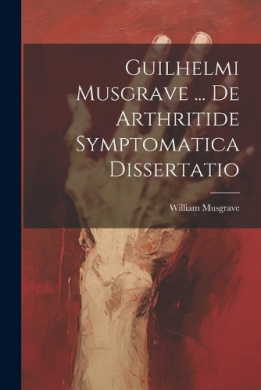 Guilhelmi
Musgrave ... De
Arthritide
Symptomatica
Dissertatio
William Musgrave